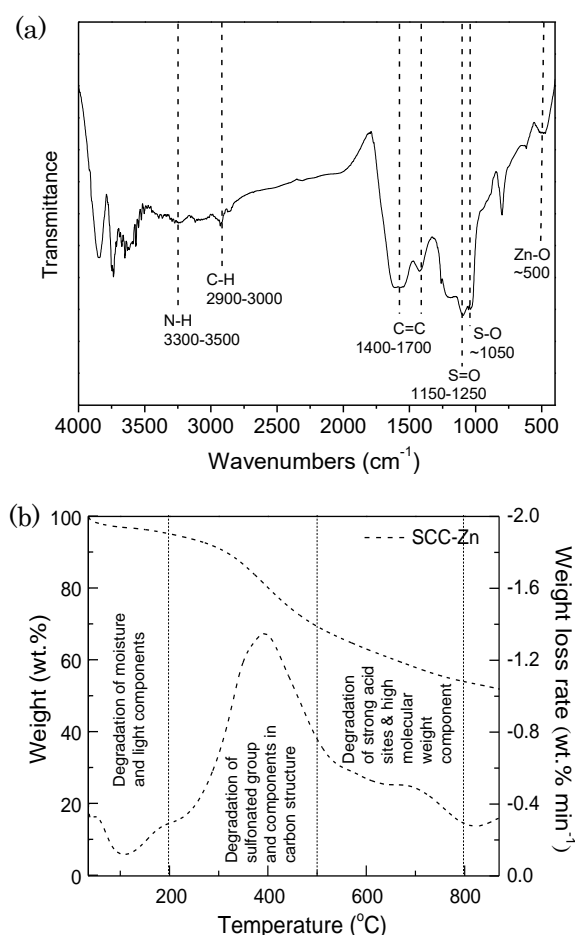 (a)
Transmittance
N-H
3300-3500
C-H
2900-3000
C=C
1400-1700
S=O
1150-1250
S-O
~1050
Zn-O
~500
4000 3500 3000 2500 2000 1500 1000 500
Wavenumbers (cm⁻¹)
(b)
SCC-Zn
Weight (wt.%)
100
80
60
40
20
0
Degradation of moisture
and light components
Degradation of
sulfonated group
and components in
carbon structure
Degradation
of strong acid
sites & high
molecular
weight
component
-2.0
-1.6
-1.2
-0.8
-0.4
0.0
Weight loss rate (wt.% min⁻¹)
200 400 600 800
Temperature (°C)